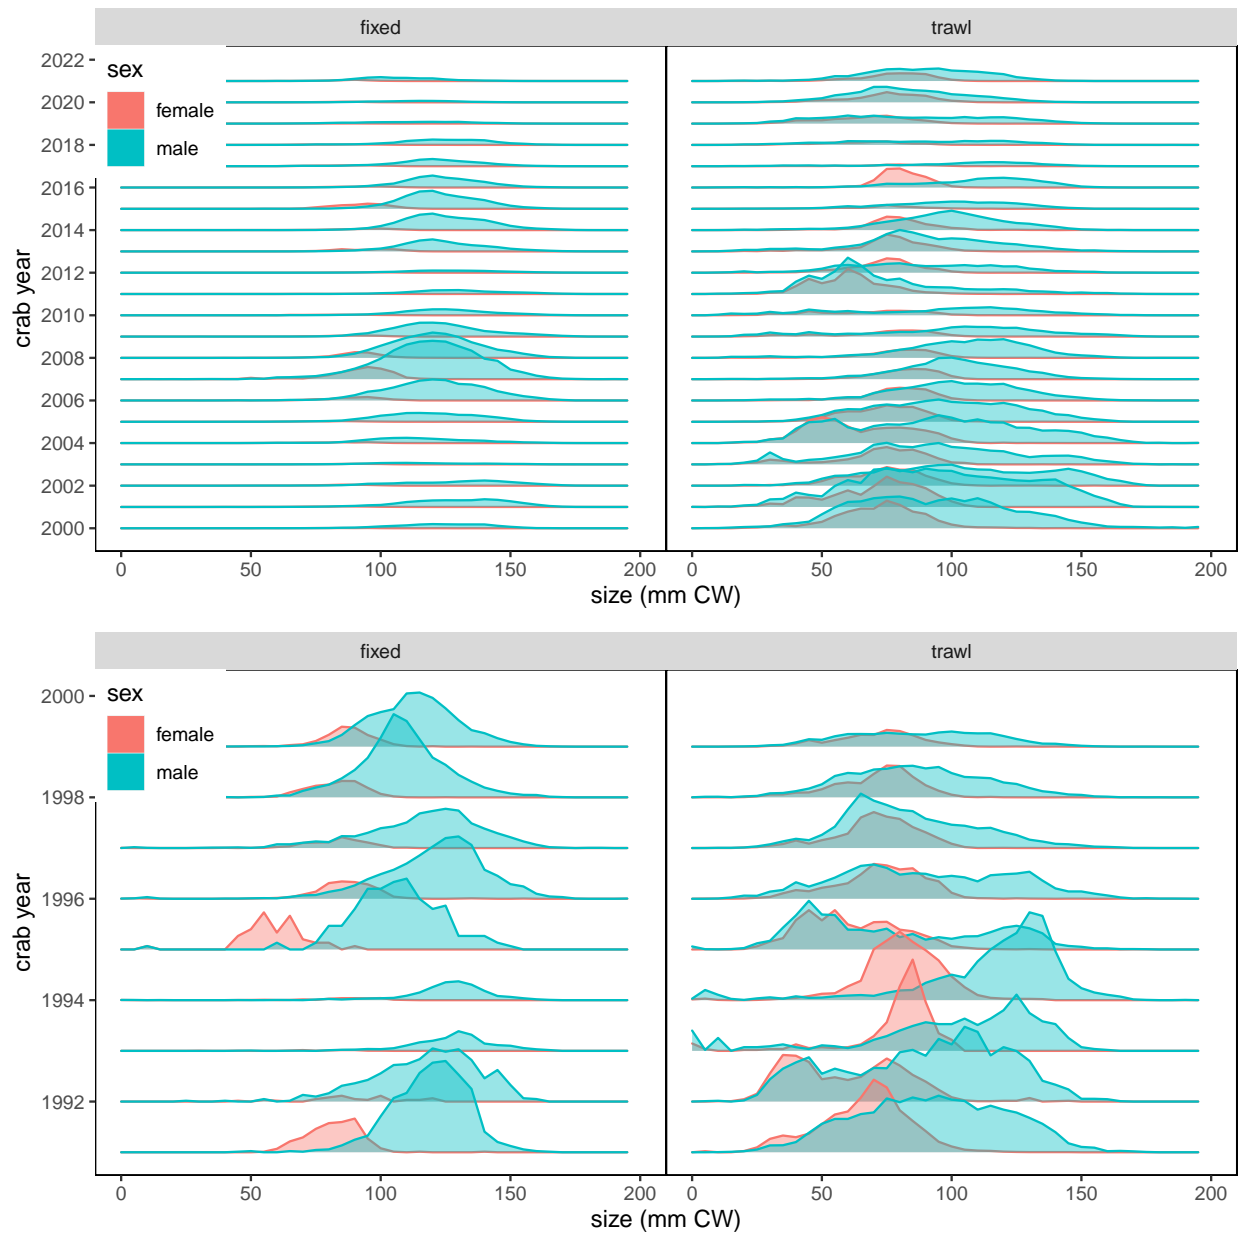 fixed trawl
2022
sex
female
male
2020
2018
2016
2014
2012
2010
2008
2006
2004
2002
2000
crab year
0 50 100 150 200 0 50 100 150 200
size (mm CW)
fixed trawl
2000
sex
female
male
1998
1996
1994
1992
crab year
0 50 100 150 200 0 50 100 150 200
size (mm CW)